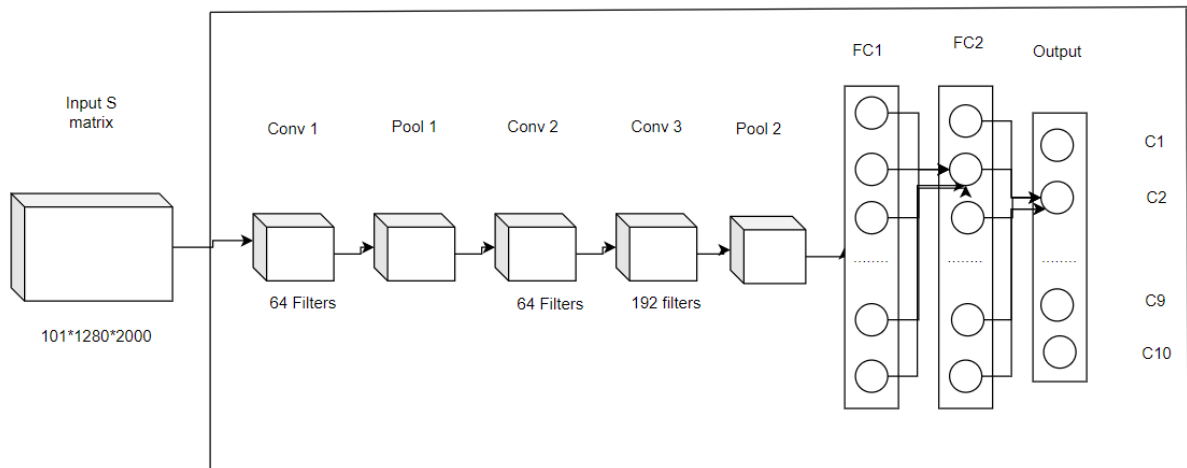 Input S
matrix
101*1280*2000
Conv 1
64 Filters
Pool 1
Conv 2
64 Filters
Conv 3
192 filters
Pool 2
FC1
........
FC2
........
Output
........
C1
C2
C9
C10